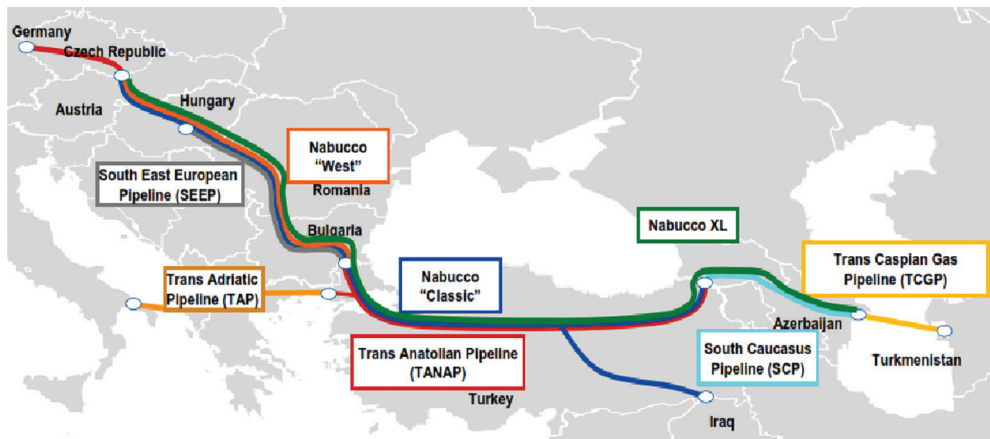 Germany
Czech Republic
Austria
Hungary
Nabucco
“West”
South East European
Pipeline (SEEP)
Romania
Bulgaria
Nabucco XL
Trans Caspian Gas
Pipeline (TCGP)
Trans Adriatic
Pipeline (TAP)
Nabucco
“Classic”
Azerbaijan
Trans Anatolian Pipeline
(TANAP)
South Caucasus
Pipeline (SCP)
Turkmenistan
Turkey
Iraq